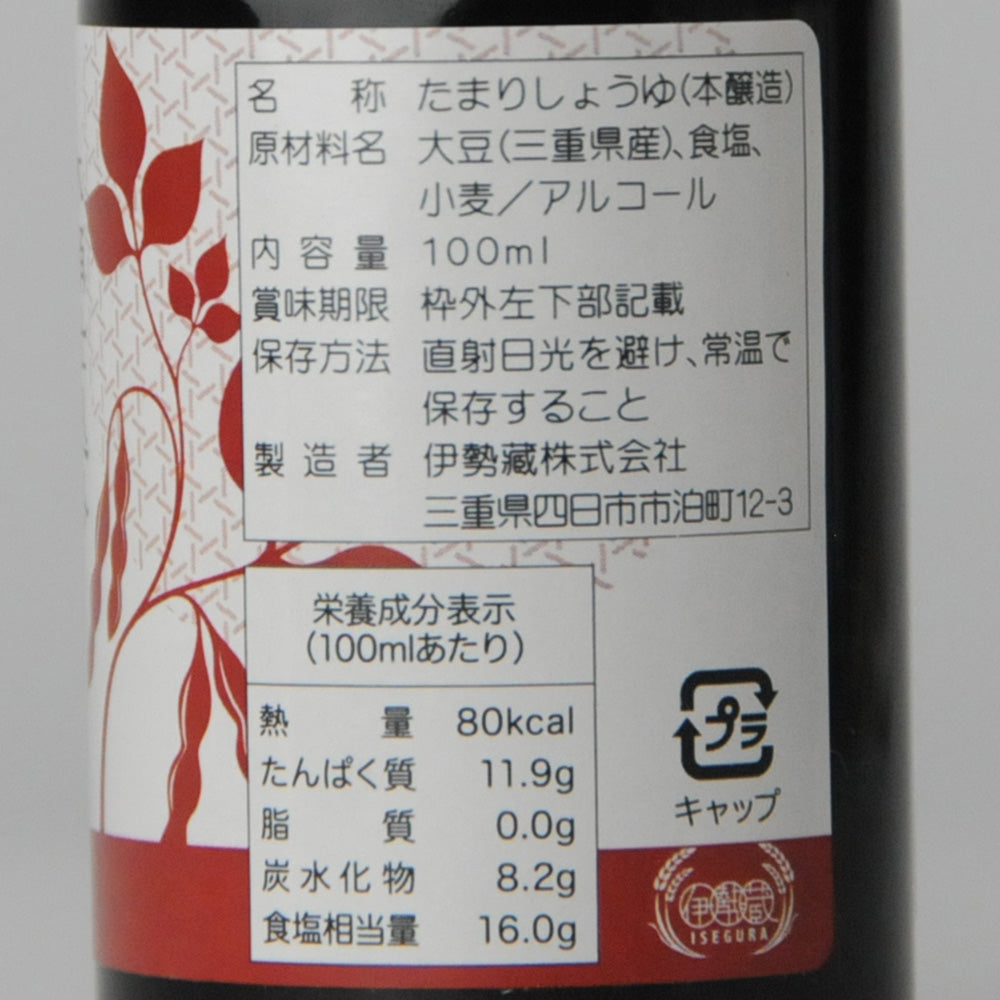 名称 たまりしょうゆ(本醸造)
原材料名 大豆(三重県産)、食塩、
小麦/アルコール
内容量 100ml
賞味期限 枠外左下部記載
保存方法 直射日光を避け、常温で
保存すること
製造者 伊勢藏株式会社
三重県四日市市泊町12-3
栄養成分表示
(100mlあたり)
熱量 80kcal
たんぱく質 11.9g
脂質 0.0g
炭水化物 8.2g
食塩相当量 16.0g
プラ
キャップ
伊勢蔵
ISEGURA